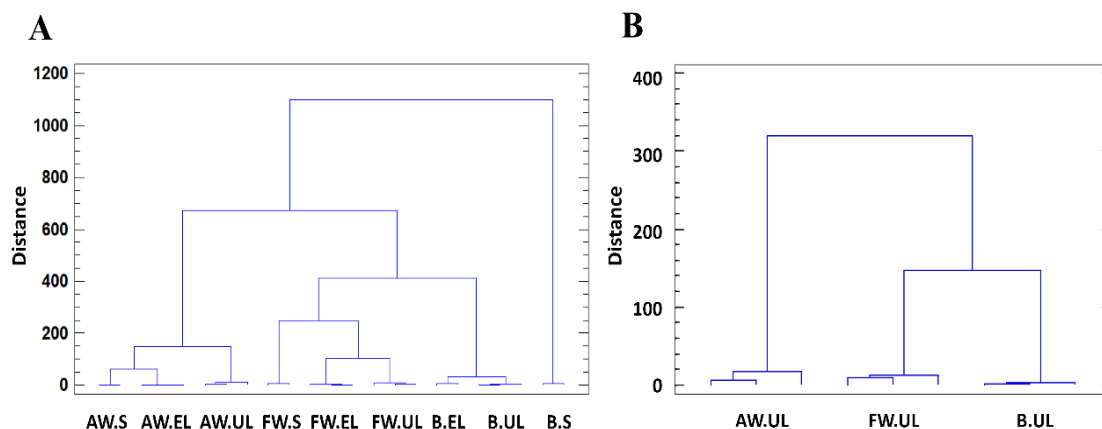 A
1200
1000
800
600
400
200
0
Distance
AW.S AW.EL AW.UL FW.S FW.EL FW.UL B.EL B.UL B.S
B
400
300
200
100
0
Distance
AW.UL FW.UL B.UL